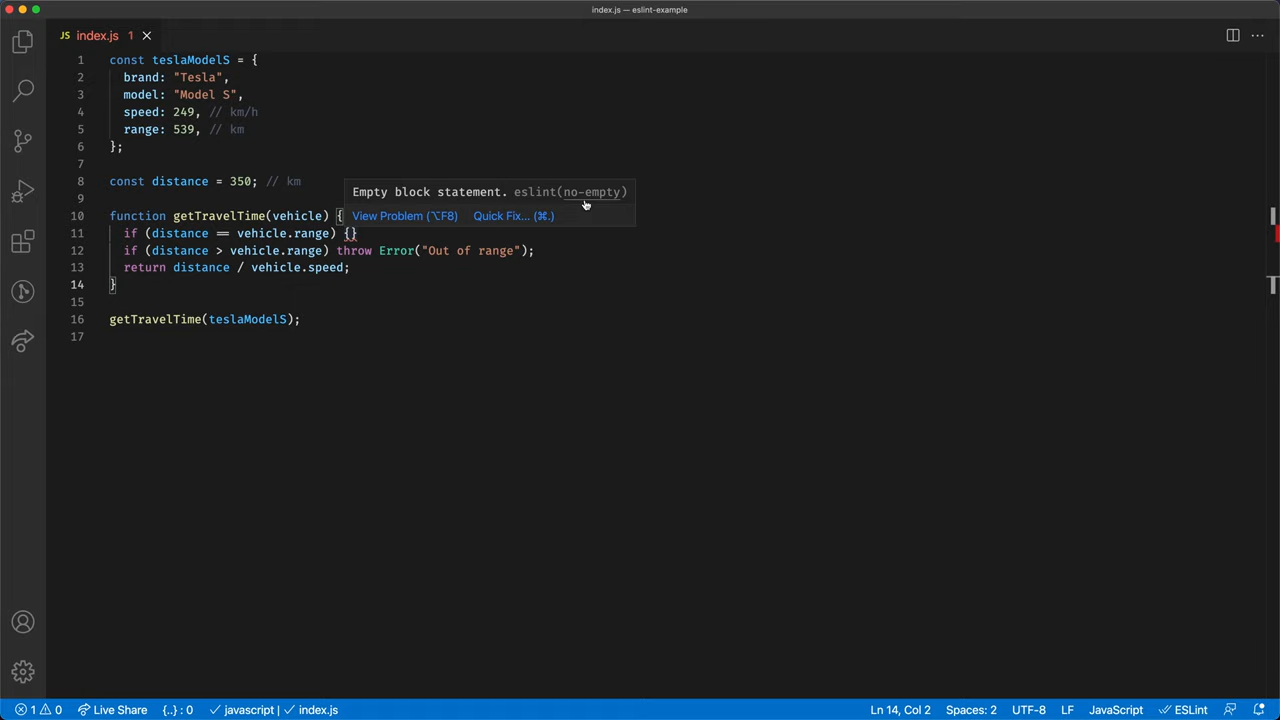 index.js — eslint-example
JS index.js 1
1 const teslaModelS = {
2 brand: "Tesla",
3 model: "Model S",
4 speed: 249, // km/h
5 range: 539, // km
6 };
7
8 const distance = 350; // km
9
Empty block statement. eslint(no-empty)
View Problem (⌥F8) Quick Fix... (⌘.)
10 function getTravelTime(vehicle) {
11 if (distance == vehicle.range) {}
12 if (distance > vehicle.range) throw Error("Out of range");
13 return distance / vehicle.speed;
14 }
15
16 getTravelTime(teslaModelS);
17
1 0 Live Share {..} : 0 javascript | index.js Ln 14, Col 2 Spaces: 2 UTF-8 LF JavaScript ESLint